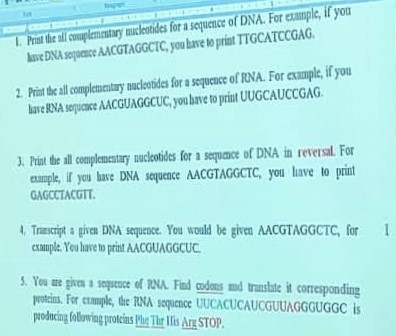 1. Print the all complementary nucleotides for a sequence of DNA. For example, if you
have DNA sequence AACGTAGGCTC, you have to print TTGCATCCGAG.
2. Print the all complementary nucleotides for a sequence of RNA. For example, if you
have RNA sequence AACGUAGGCUC, you have to print UUGCAUCCGAG.
3. Print the all complementary nucleotides for a sequence of DNA in reversal. For
example, if you have DNA sequence AACGTAGGCTC, you have to print
GAGCCTACGTT.
4. Transcript a given DNA sequence. You would be given AACGTAGGCTC, for
example. You have to print AACGUAGGCUC.
5. You are given a sequence of RNA. Find codons and translate it corresponding
proteins. For example, the RNA sequence UUCACUCAUCGUUAGGGUGGC is
producing following proteins Phe Thr His Arg STOP.